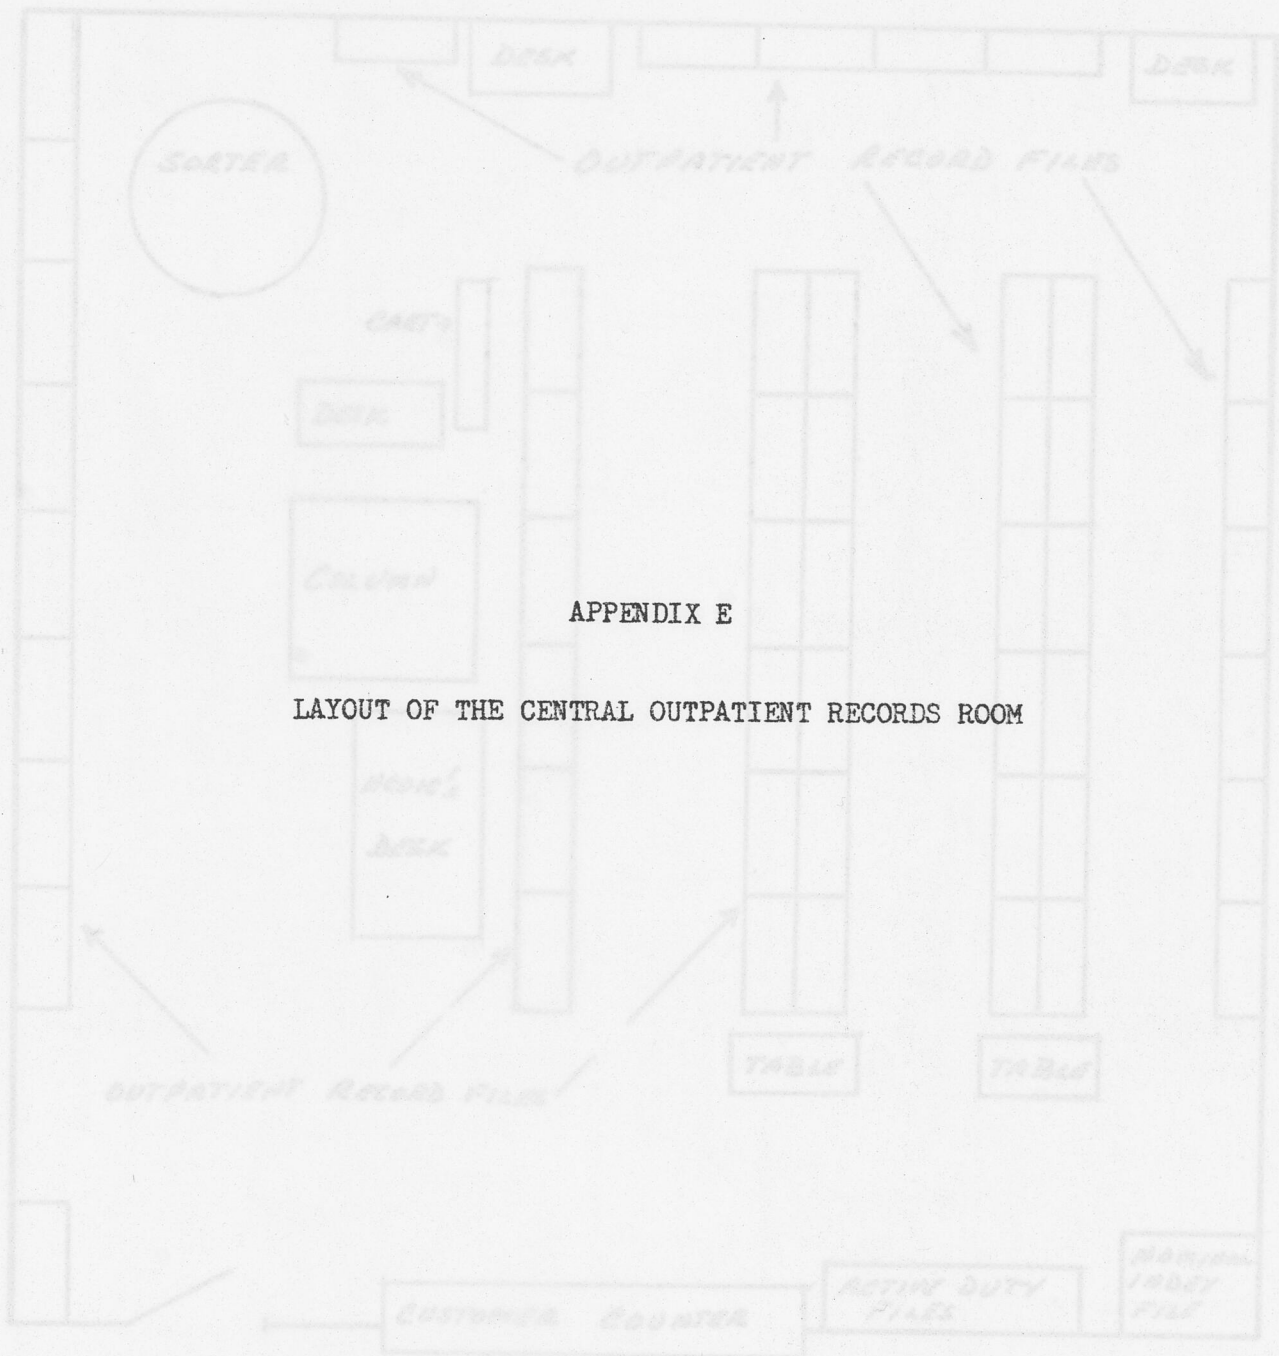 DESK
DESK
SORTER
OUTPATIENT RECORD FILES
DESK
COLUMN
APPENDIX E
LAYOUT OF THE CENTRAL OUTPATIENT RECORDS ROOM
DESK
TABLE
TABLE
OUTPATIENT RECORD FILES
ACTIVE DUTY
FILES
INDEX
FILE
CUSTOMER COUNTER